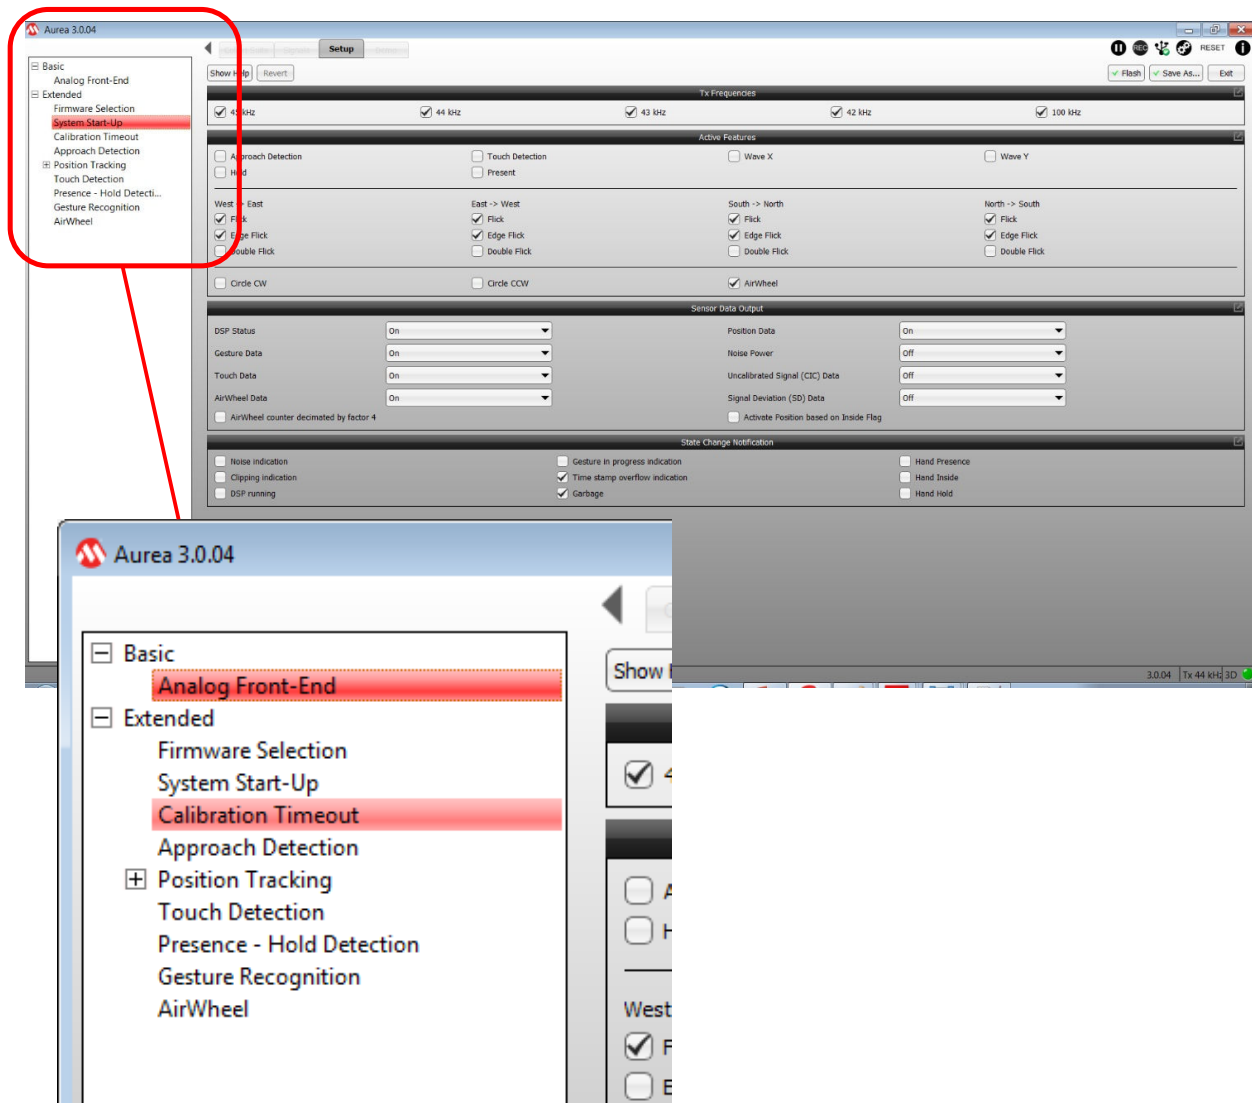 Aurea 3.0.04
Setup
REC RESET
Show Help Revert Flash Save As... Exit
Basic
Analog Front-End
Extended
Firmware Selection
System Start-Up
Calibration Timeout
Approach Detection
Position Tracking
Touch Detection
Presence - Hold Detecti...
Gesture Recognition
AirWheel
Tx Frequencies
45 kHz 44 kHz 43 kHz 42 kHz 100 kHz
Active Features
Approach Detection Touch Detection Wave X Wave Y
Hold Present
West -> East East -> West South -> North North -> South
Flick Flick Flick Flick
Edge Flick Edge Flick Edge Flick Edge Flick
Double Flick Double Flick Double Flick Double Flick
Circle CW Circle CCW AirWheel
Sensor Data Output
DSP Status On Position Data On
Gesture Data On Noise Power Off
Touch Data On Uncalibrated Signal (CIC) Data Off
AirWheel Data On Signal Deviation (SD) Data Off
AirWheel counter decimated by factor 4 Activate Position based on Inside Flag
State Change Notification
Noise indication Gesture in progress indication Hand Presence
Clipping indication Time stamp overflow indication Hand Inside
DSP running Garbage Hand Hold
3.0.04 Tx 44 kHz 3D
Aurea 3.0.04
Basic
Analog Front-End
Extended
Firmware Selection
System Start-Up
Calibration Timeout
Approach Detection
Position Tracking
Touch Detection
Presence - Hold Detection
Gesture Recognition
AirWheel
Show
4
A
H
West
F
E